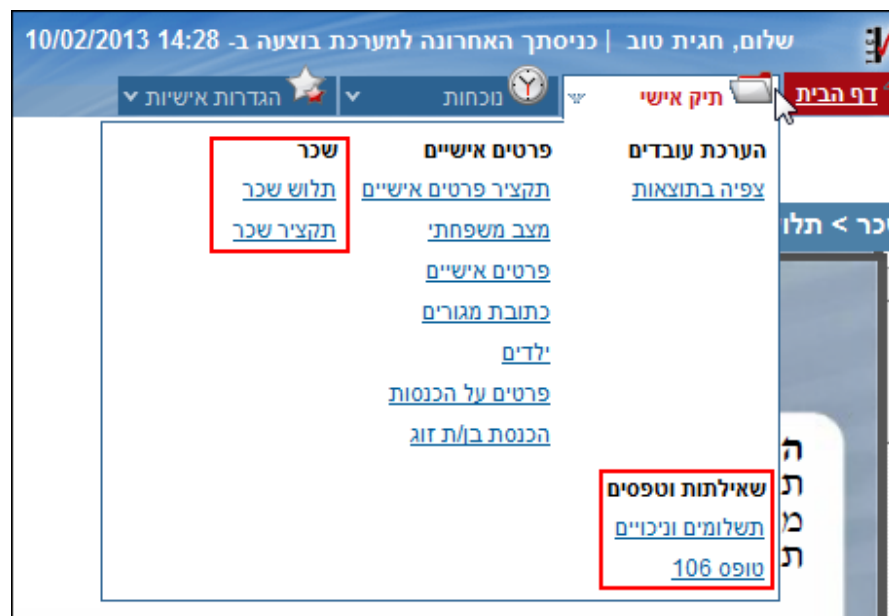 שלום, חגית טוב | כניסתך האחרונה למערכת בוצעה ב- 10/02/2013 14:28
דף הבית
תיק אישי
נוכחות
הגדרות אישיות
הערכת עובדים
צפיה בתוצאות
פרטים אישיים
תקציר פרטים אישיים
מצב משפחתי
פרטים אישיים
כתובת מגורים
ילדים
פרטים על הכנסות
הכנסת בן/ת זוג
שכר
תלוש שכר
תקציר שכר
שאילתות וטפסים
תשלומים וניכויים
טופס 106
שכר > תלו